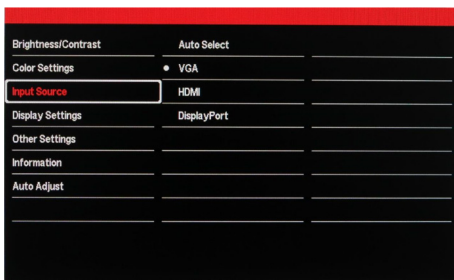 Brightness/Contrast
Auto Select
Color Settings
VGA
Input Source
HDMI
Display Settings
DisplayPort
Other Settings
Information
Auto Adjust